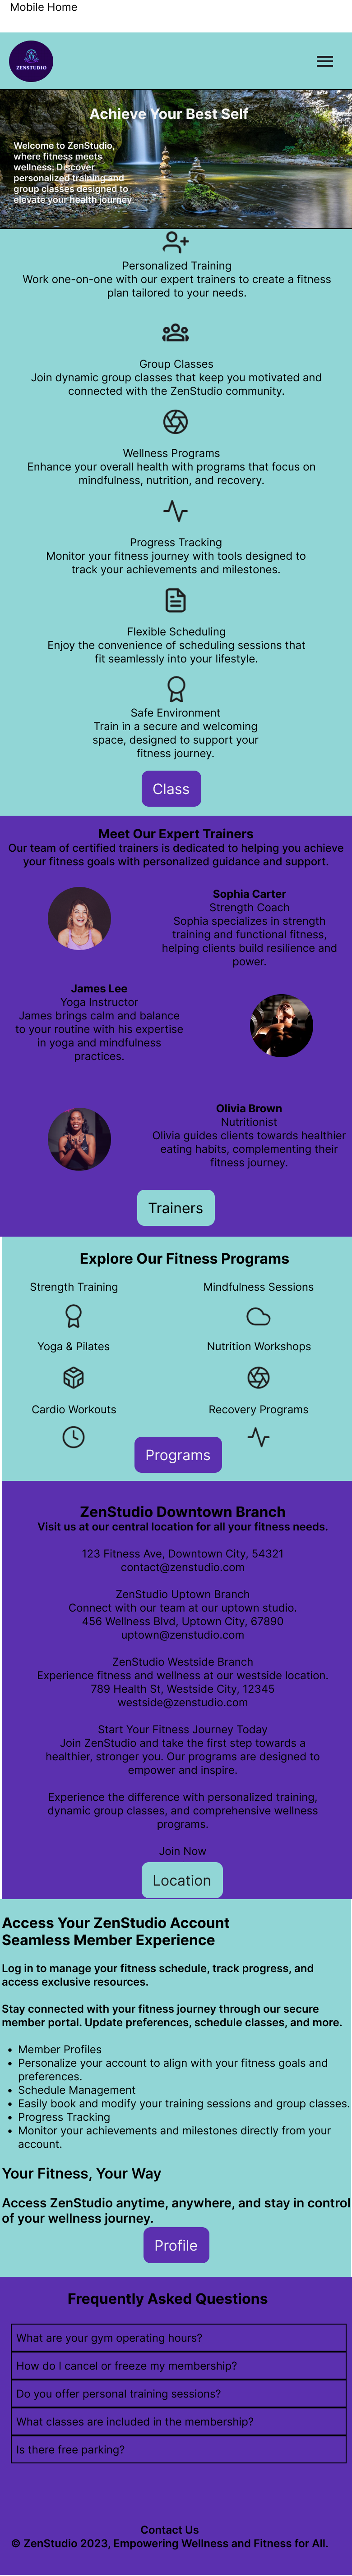 Mobile Home
ZENSTUDIO
Achieve Your Best Self
Welcome to ZenStudio,
where fitness meets
wellness. Discover
personalized training and
group classes designed to
elevate your health journey.
Personalized Training
Work one-on-one with our expert trainers to create a fitness
plan tailored to your needs.
Group Classes
Join dynamic group classes that keep you motivated and
connected with the ZenStudio community.
Wellness Programs
Enhance your overall health with programs that focus on
mindfulness, nutrition, and recovery.
Progress Tracking
Monitor your fitness journey with tools designed to
track your achievements and milestones.
Flexible Scheduling
Enjoy the convenience of scheduling sessions that
fit seamlessly into your lifestyle.
Safe Environment
Train in a secure and welcoming
space, designed to support your
fitness journey.
Class
Meet Our Expert Trainers
Our team of certified trainers is dedicated to helping you achieve
your fitness goals with personalized guidance and support.
Sophia Carter
Strength Coach
Sophia specializes in strength
training and functional fitness,
helping clients build resilience and
power.
James Lee
Yoga Instructor
James brings calm and balance
to your routine with his expertise
in yoga and mindfulness
practices.
Olivia Brown
Nutritionist
Olivia guides clients towards healthier
eating habits, complementing their
fitness journey.
Trainers
Explore Our Fitness Programs
Strength Training
Mindfulness Sessions
Yoga & Pilates
Nutrition Workshops
Cardio Workouts
Recovery Programs
Programs
ZenStudio Downtown Branch
Visit us at our central location for all your fitness needs.
123 Fitness Ave, Downtown City, 54321
contact@zenstudio.com
ZenStudio Uptown Branch
Connect with our team at our uptown studio.
456 Wellness Blvd, Uptown City, 67890
uptown@zenstudio.com
ZenStudio Westside Branch
Experience fitness and wellness at our westside location.
789 Health St, Westside City, 12345
westside@zenstudio.com
Start Your Fitness Journey Today
Join ZenStudio and take the first step towards a
healthier, stronger you. Our programs are designed to
empower and inspire.
Experience the difference with personalized training,
dynamic group classes, and comprehensive wellness
programs.
Join Now
Location
Access Your ZenStudio Account
Seamless Member Experience
Log in to manage your fitness schedule, track progress, and
access exclusive resources.
Stay connected with your fitness journey through our secure
member portal. Update preferences, schedule classes, and more.
• Member Profiles
• Personalize your account to align with your fitness goals and
preferences.
• Schedule Management
• Easily book and modify your training sessions and group classes.
• Progress Tracking
• Monitor your achievements and milestones directly from your
account.
Your Fitness, Your Way
Access ZenStudio anytime, anywhere, and stay in control
of your wellness journey.
Profile
Frequently Asked Questions
What are your gym operating hours?
How do I cancel or freeze my membership?
Do you offer personal training sessions?
What classes are included in the membership?
Is there free parking?
Contact Us
© ZenStudio 2023, Empowering Wellness and Fitness for All.